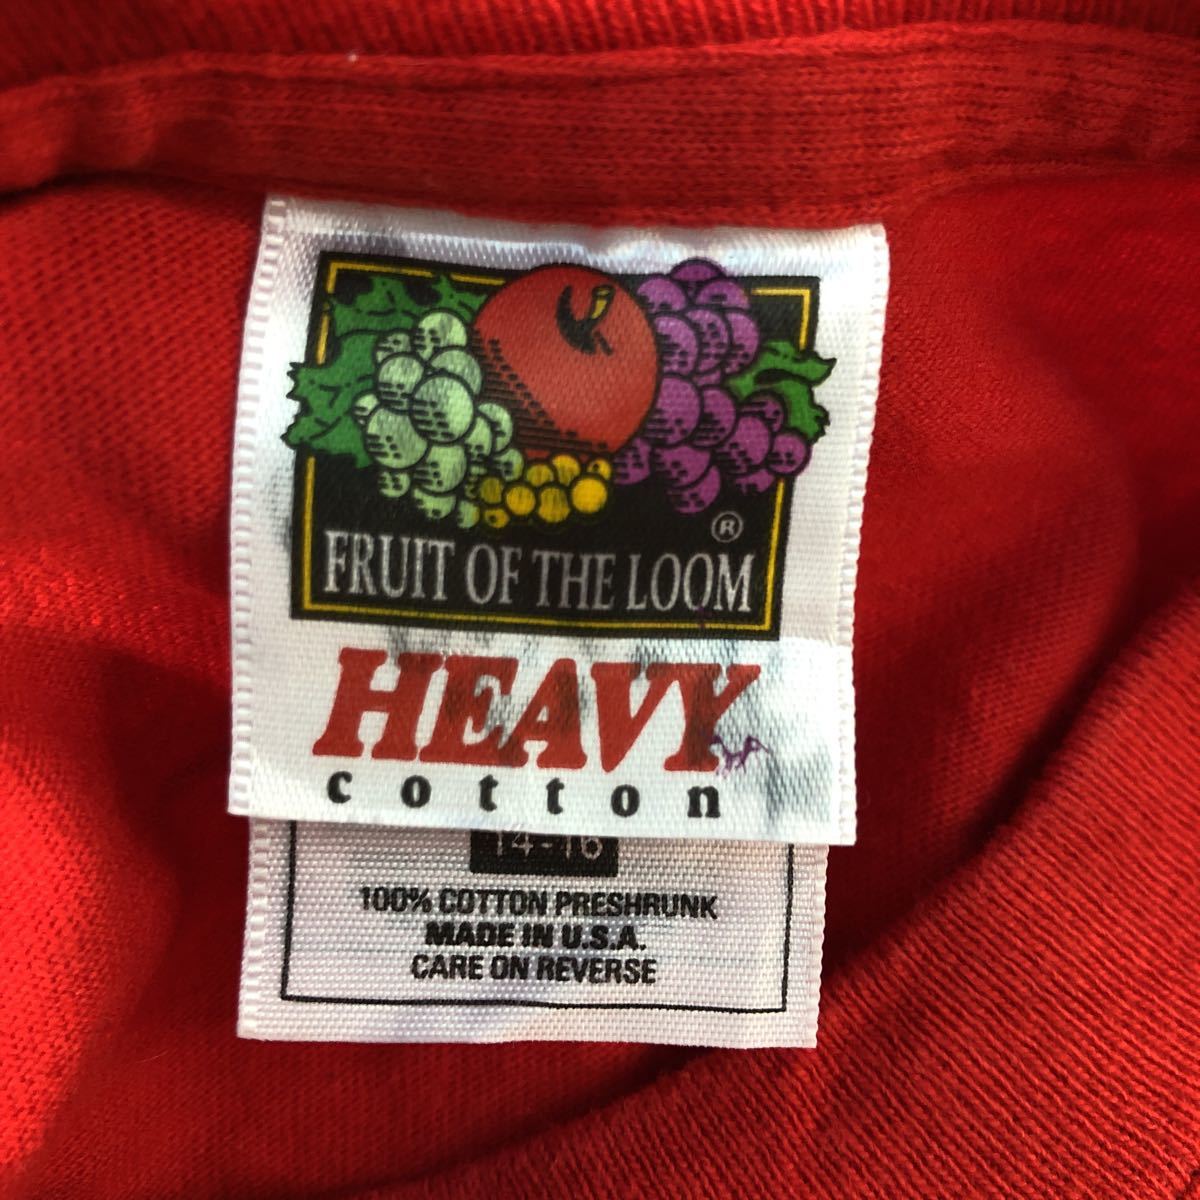 ®
FRUIT OF THE LOOM
HEAVY
cotton
14-16
100% COTTON PRESHRUNK
MADE IN U.S.A.
CARE ON REVERSE